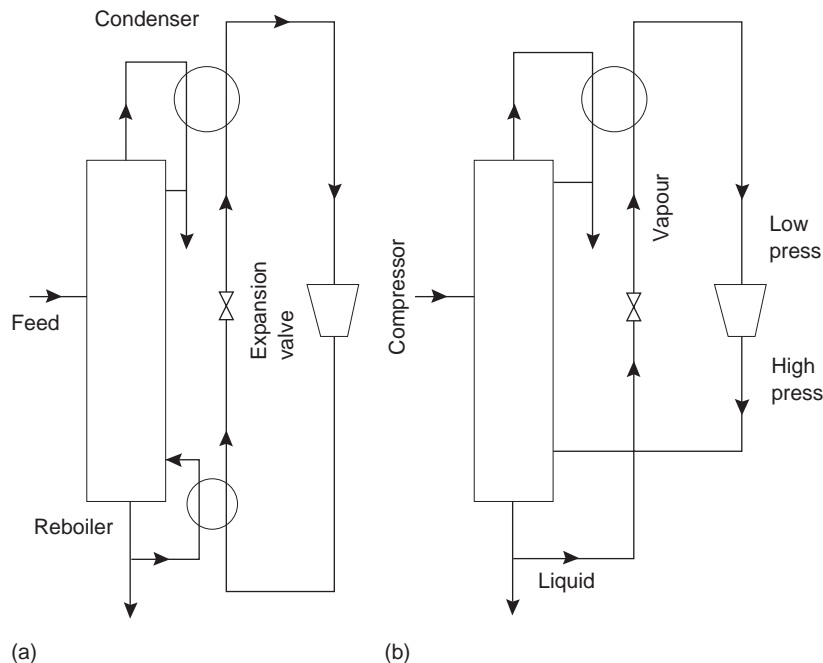 Condenser
Feed
Expansion
valve
Reboiler
(a)
Compressor
Vapour
Low
press
High
press
Liquid
(b)